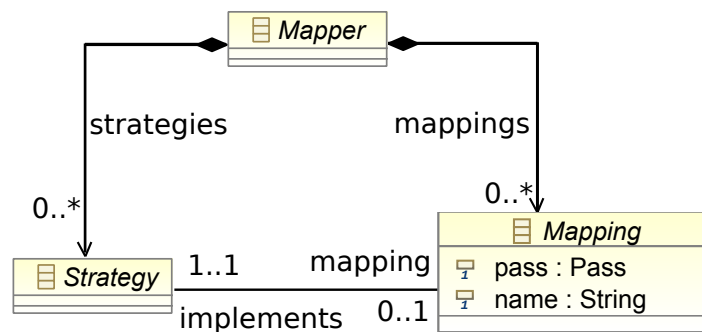 Mapper
strategies
mappings
0..*
0..*
Mapping
Strategy
1..1
mapping
pass : Pass
implements
0..1
name : String